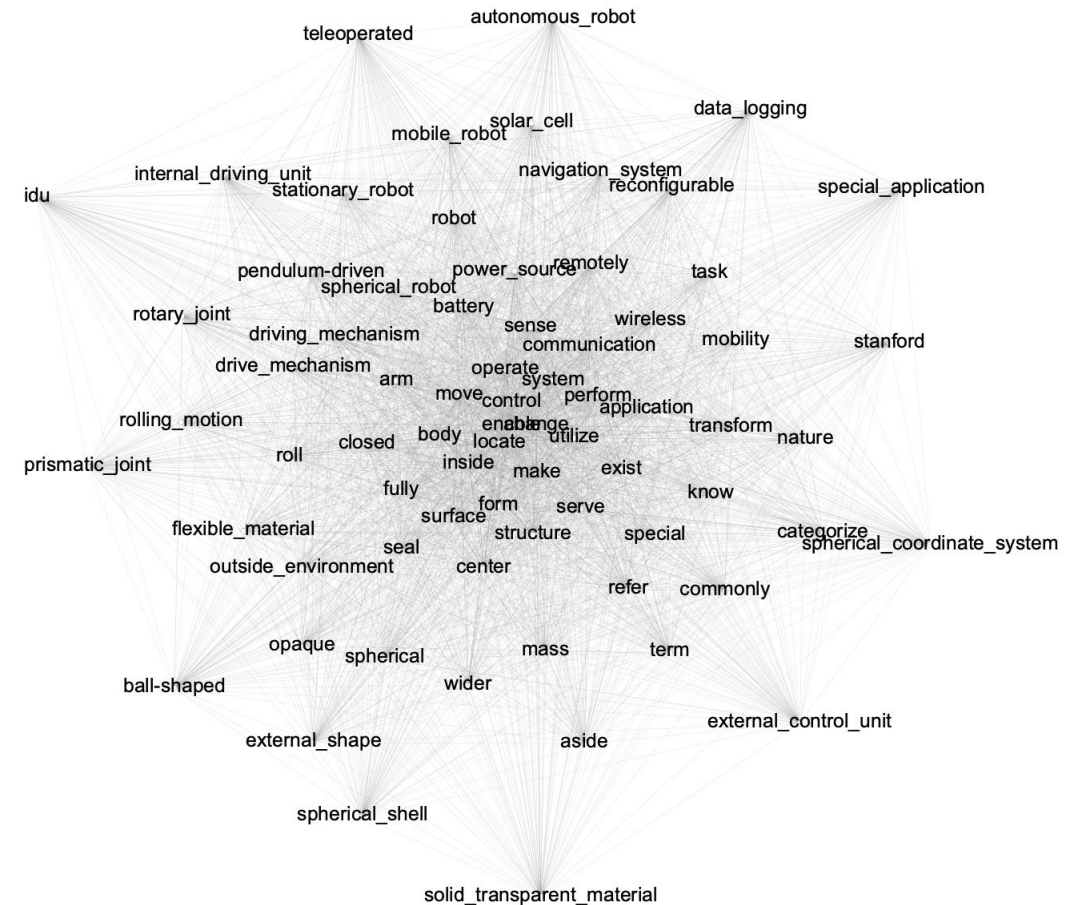 autonomous_robot
teleoperated
data_logging
solar_cell
mobile_robot
navigation_system
internal_driving_unit
reconfigurable
special_application
stationary_robot
idu
robot
remotely
power_source
task
pendulum-driven
spherical_robot
battery
rotary_joint
wireless
sense
driving_mechanism
mobility
stanford
communication
drive_mechanism
operate
arm
system
move
perform
control
application
rolling_motion
enable
change
transform
body
utilize
nature
closed
locate
roll
inside
prismatic_joint
make
exist
fully
know
form
serve
surface
flexible_material
structure
special
categorize
spherical_coordinate_system
seal
outside_environment
center
refer
commonly
opaque
mass
term
spherical
wider
ball-shaped
external_control_unit
external_shape
aside
spherical_shell
solid_transparent_material